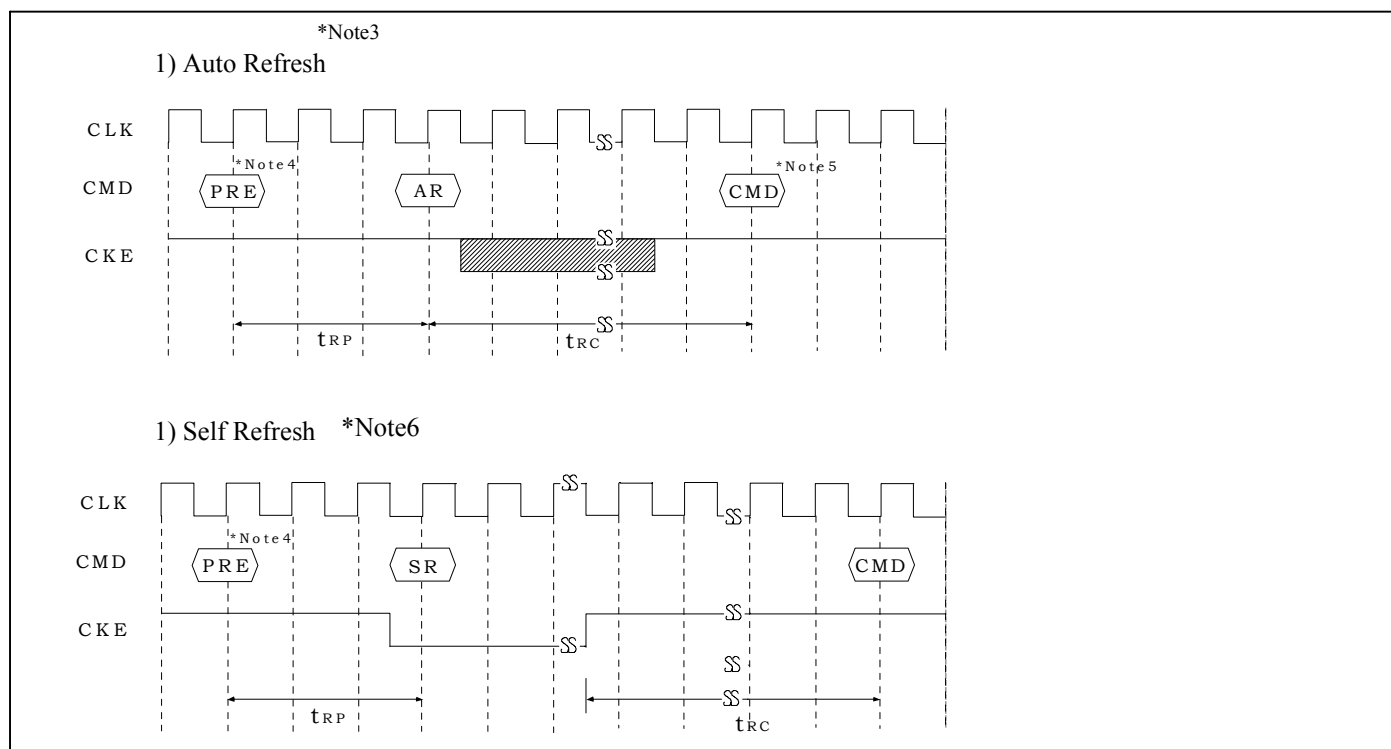 *Note3
1) Auto Refresh
CLK
*Note4
*Note5
CMD
PRE
AR
CMD
CKE
tRP
tRC
1) Self Refresh *Note6
CLK
*Note4
CMD
PRE
SR
CMD
CKE
tRP
tRC